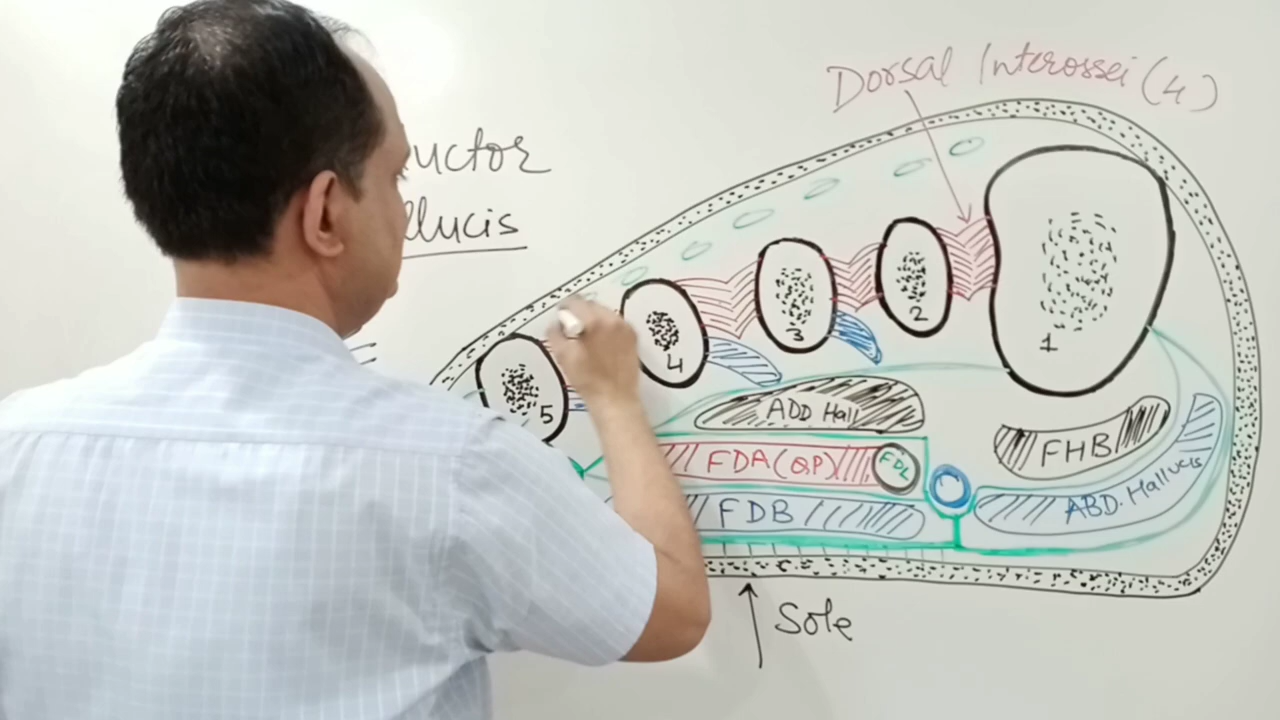 Dorsal Interossei (4)
llucis
1
2
3
4
5
ADD Hall
FHB
FDA(QP)
FDL
ABD. Hallucis
FDB
Sole